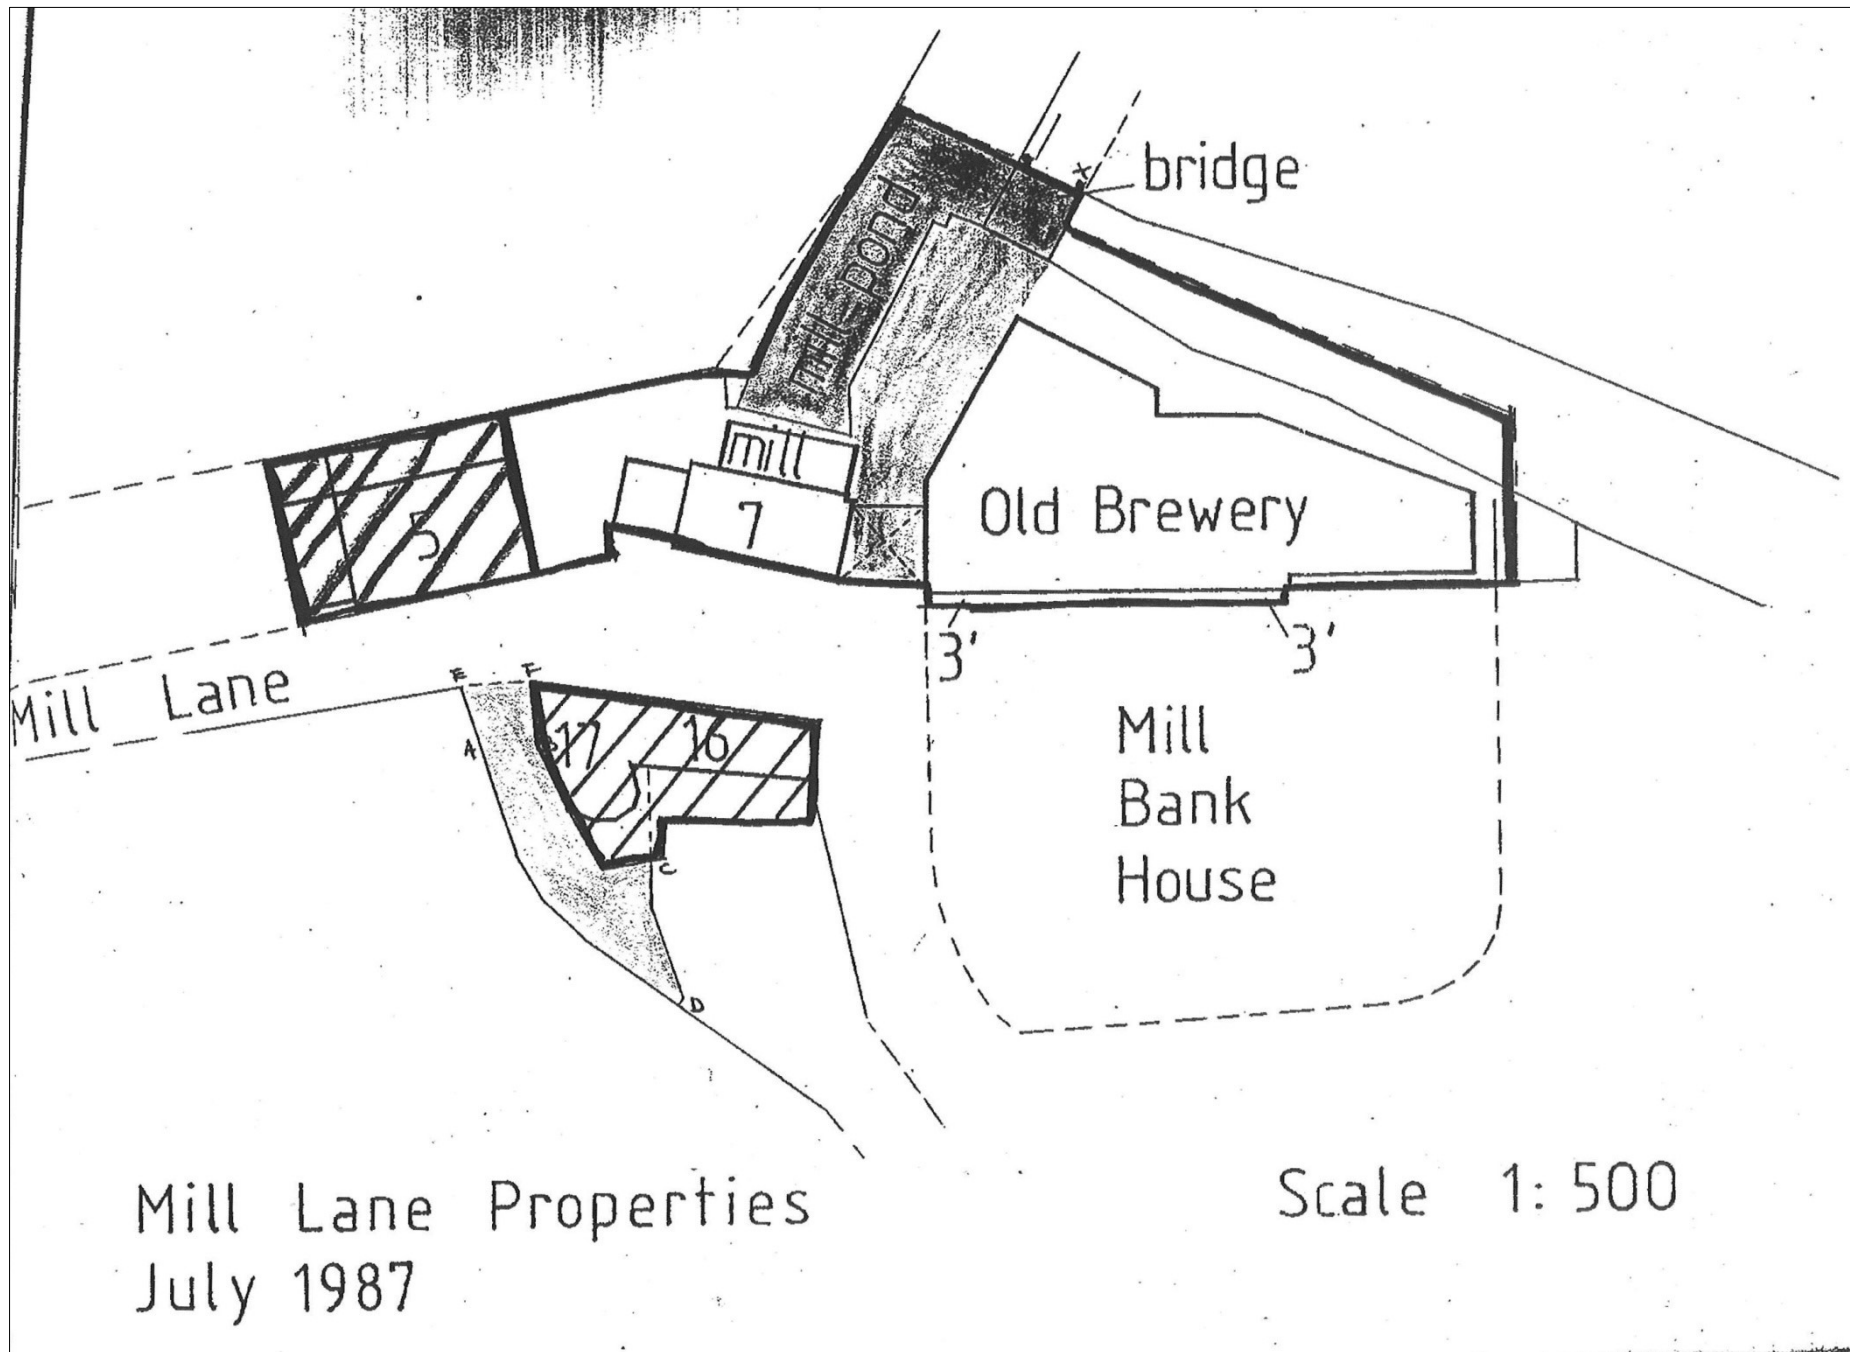 X
bridge
mill-pond
mill
5
7
Old Brewery
3'
3'
Mill Lane
E
F
A
B
17
16
C
D
Mill
Bank
House
Mill Lane Properties
July 1987
Scale 1:500